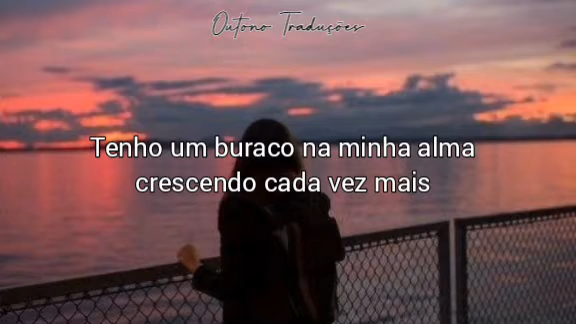 Outono Traduções
Tenho um buraco na minha alma
crescendo cada vez mais